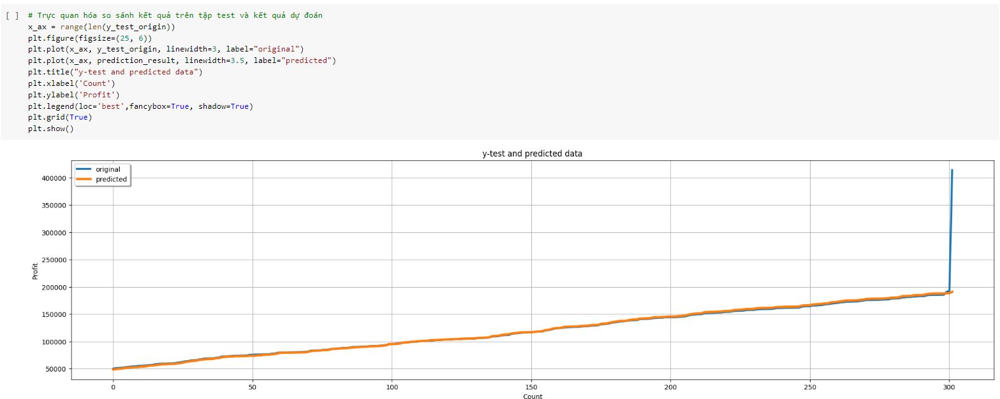 [ ] # Trực quan hóa so sánh kết quả trên tập test và kết quả dự đoán
x_ax = range(len(y_test_origin))
plt.figure(figsize=(25, 6))
plt.plot(x_ax, y_test_origin, linewidth=3, label="original")
plt.plot(x_ax, prediction_result, linewidth=3.5, label="predicted")
plt.title("y-test and predicted data")
plt.xlabel('Count')
plt.ylabel('Profit')
plt.legend(loc='best',fancybox=True, shadow=True)
plt.grid(True)
plt.show()
y-test and predicted data
original
predicted
400000
350000
300000
250000
200000
150000
100000
50000
Profit
0 50 100 150 200 250 300
Count